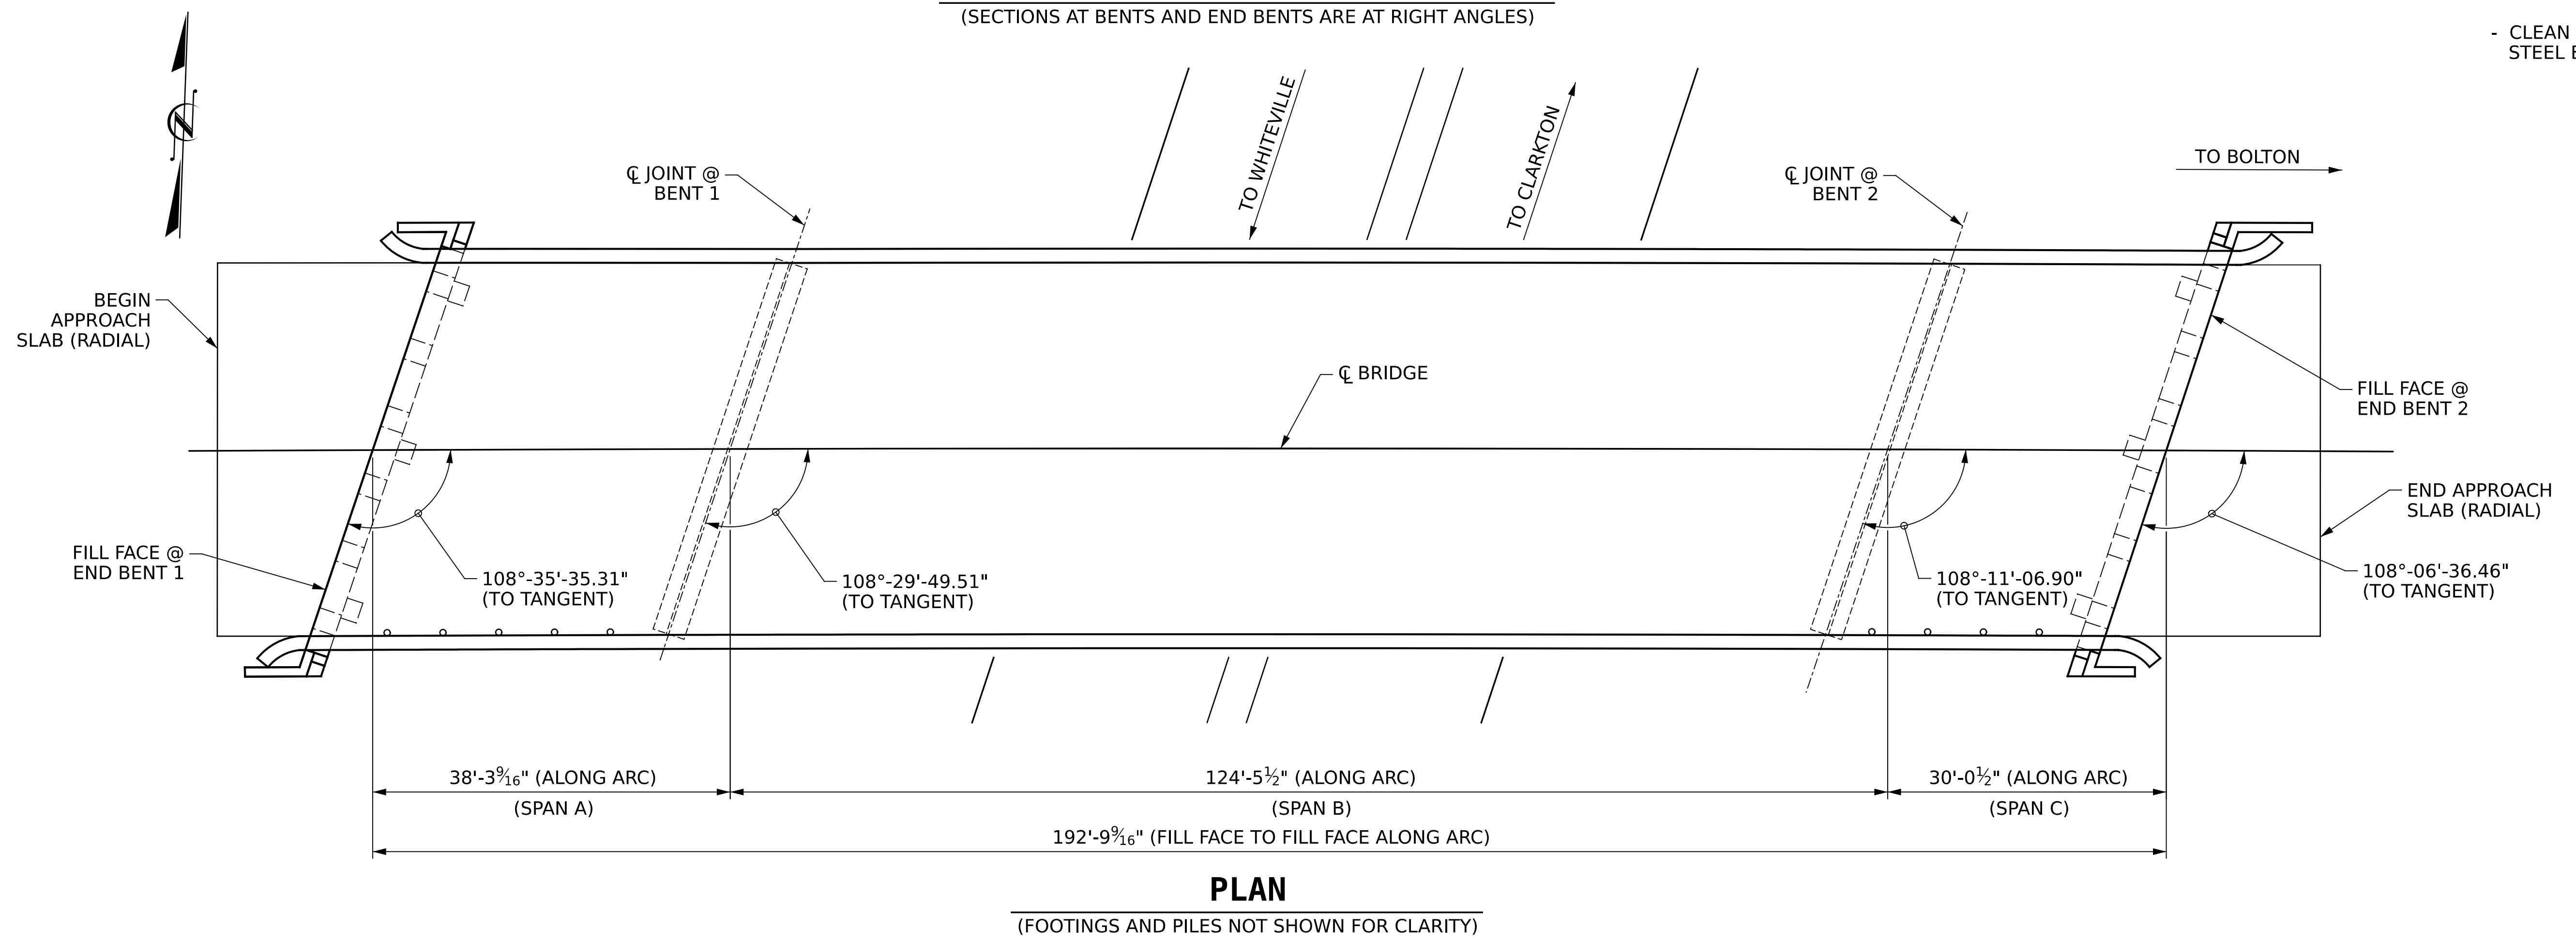 (SECTIONS AT BENTS AND END BENTS ARE AT RIGHT ANGLES)
- CLEAN
STEEL
N
TO WHITEVILLE
TO CLARKTON
TO BOLTON
℄ JOINT @
BENT 1
℄ JOINT @
BENT 2
BEGIN
APPROACH
SLAB (RADIAL)
℄ BRIDGE
FILL FACE @
END BENT 2
END APPROACH
SLAB (RADIAL)
FILL FACE @
END BENT 1
108°-35'-35.31"
(TO TANGENT)
108°-29'-49.51"
(TO TANGENT)
108°-11'-06.90"
(TO TANGENT)
108°-06'-36.46"
(TO TANGENT)
38'-3 9/16" (ALONG ARC)
(SPAN A)
124'-5 1/2" (ALONG ARC)
(SPAN B)
30'-0 1/2" (ALONG ARC)
(SPAN C)
192'-9 9/16" (FILL FACE TO FILL FACE ALONG ARC)
PLAN
(FOOTINGS AND PILES NOT SHOWN FOR CLARITY)